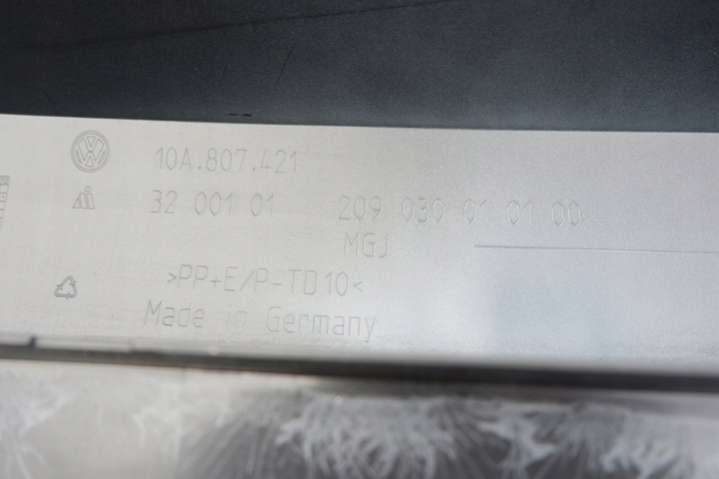 10A.807.421
32 001 01 209 030 01 01 00
MGJ
>PP+E/P-TD10<
Made in Germany